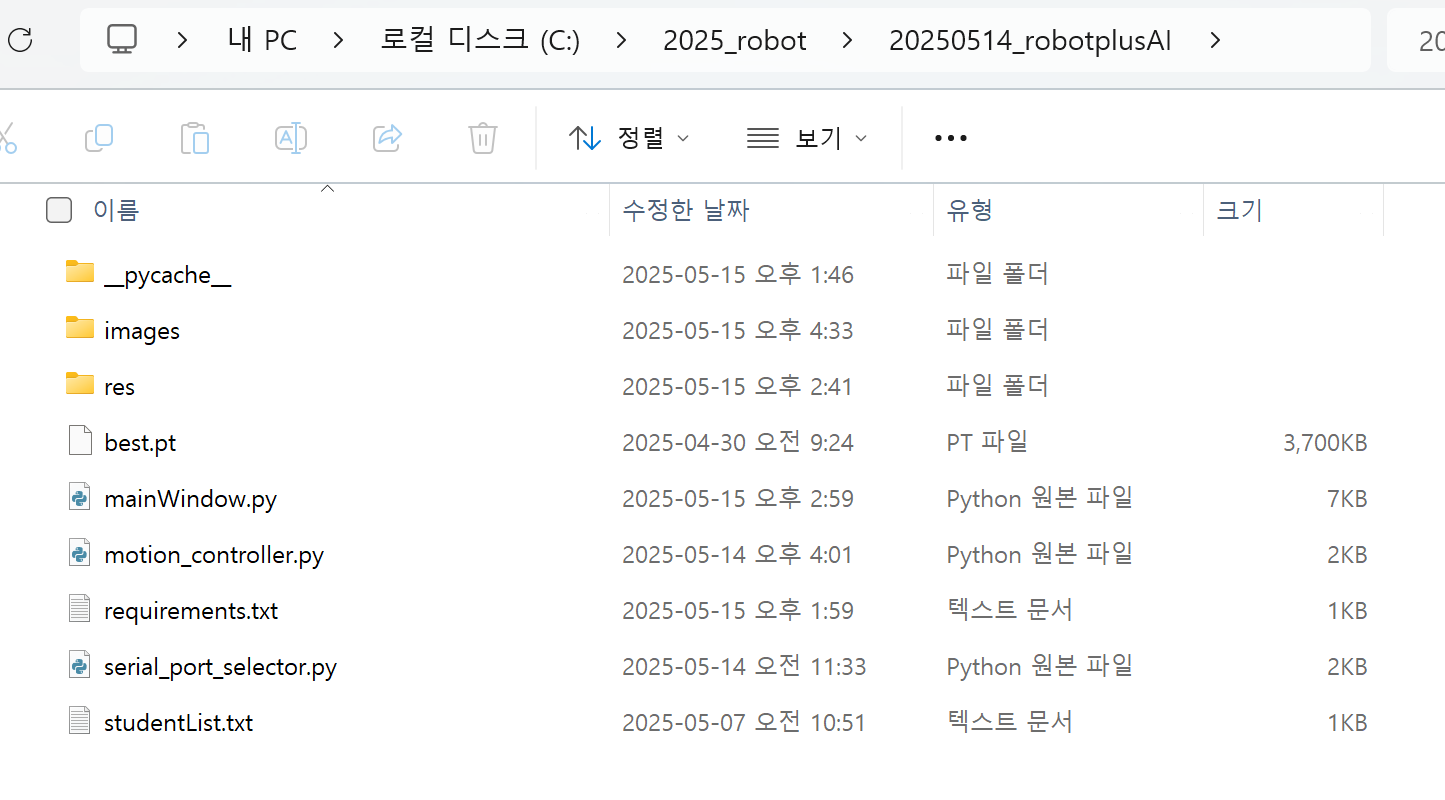 내 PC > 로컬 디스크 (C:) > 2025_robot > 20250514_robotplusAI > 20
정렬 보기
이름 수정한 날짜 유형 크기
__pycache__ 2025-05-15 오후 1:46 파일 폴더
images 2025-05-15 오후 4:33 파일 폴더
res 2025-05-15 오후 2:41 파일 폴더
best.pt 2025-04-30 오전 9:24 PT 파일 3,700KB
mainWindow.py 2025-05-15 오후 2:59 Python 원본 파일 7KB
motion_controller.py 2025-05-14 오후 4:01 Python 원본 파일 2KB
requirements.txt 2025-05-15 오후 1:59 텍스트 문서 1KB
serial_port_selector.py 2025-05-14 오전 11:33 Python 원본 파일 2KB
studentList.txt 2025-05-07 오전 10:51 텍스트 문서 1KB